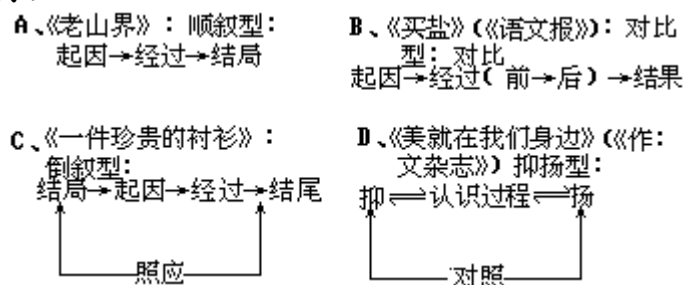 A、《老山界》：顺叙型：
起因→经过→结局
B、《买盐》(《语文报》)：对比
型：对比
起因→经过( 前→后) →结果
C、《一件珍贵的衬衫》：
倒叙型：
结局→起因→经过→结尾
照应
D、《美就在我们身边》(《作：
文杂志》) 抑扬型：
抑⇌认识过程⇌扬
对照